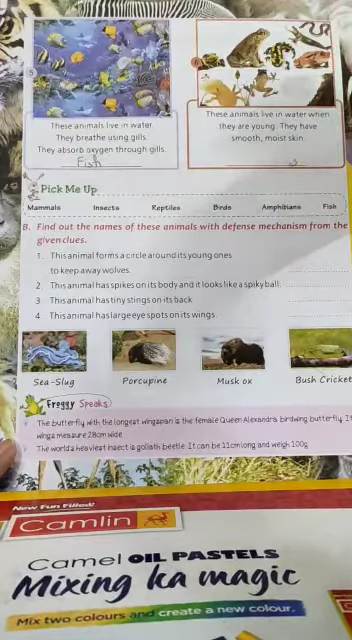 5
These animals live in water
They breathe using gills.
They absorb oxygen through gills.
Fish
These animals live in water when
they are young. They have
smooth, moist skin.
Pick Me Up
Mammals Insects Reptiles Birds Amphibians Fish
B. Find out the names of these animals with defense mechanism from the
given clues.
1. This animal forms a circle around its young ones
to keep away wolves.
2. This animal has spikes on its body and it looks like a spiky ball.
3 This animal has tiny stings on its back
4 This animal has large eye spots on its wings.
Sea-Slug Porcupine Musk ox Bush Cricket
Froggy Speaks
The butterfly with the longest wingspan is the female Queen Alexandra birdwing butterfly. It
wings measure 28cm wide
The world's heaviest insect is goliath beetle. It can be 11cm long and weigh 100g
New Fun Filled!
Camlin
Camel OIL PASTELS
Mixing ka magic
Mix two colours and create a new colour.